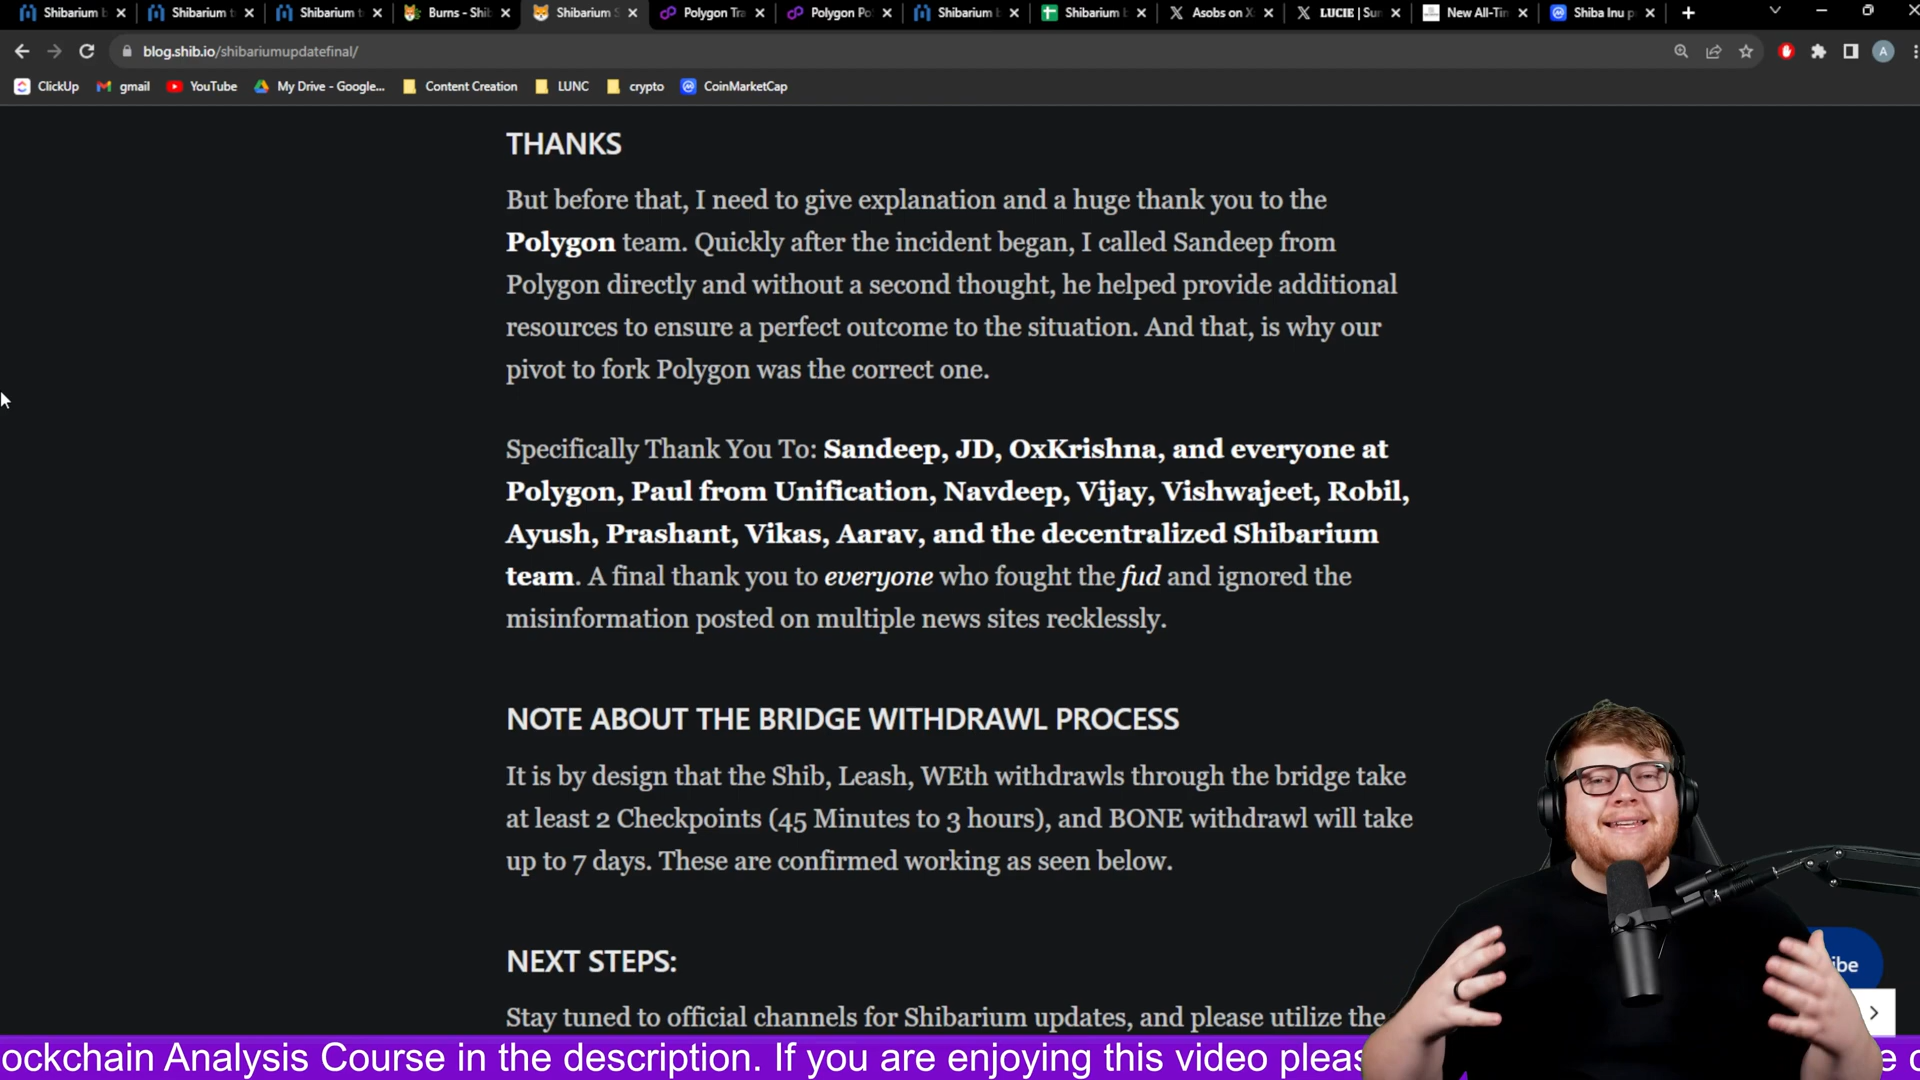 Shibarium b
Shibarium t
Shibarium t
Burns - Shi
Shibarium S
Polygon Tra
Polygon Po
Shibarium b
Shibarium b
Asobs on X
LUCIE | Su
New All-Tin
Shiba Inu p
blog.shib.io/shibariumupdatefinal/
A
ClickUp
gmail
YouTube
My Drive - Google...
Content Creation
LUNC
crypto
CoinMarketCap
THANKS
But before that, I need to give explanation and a huge thank you to the
Polygon team. Quickly after the incident began, I called Sandeep from
Polygon directly and without a second thought, he helped provide additional
resources to ensure a perfect outcome to the situation. And that, is why our
pivot to fork Polygon was the correct one.
Specifically Thank You To: Sandeep, JD, OxKrishna, and everyone at
Polygon, Paul from Unification, Navdeep, Vijay, Vishwajeet, Robil,
Ayush, Prashant, Vikas, Aarav, and the decentralized Shibarium
team. A final thank you to everyone who fought the fud and ignored the
misinformation posted on multiple news sites recklessly.
NOTE ABOUT THE BRIDGE WITHDRAWL PROCESS
It is by design that the Shib, Leash, WEth withdrawls through the bridge take
at least 2 Checkpoints (45 Minutes to 3 hours), and BONE withdrawl will take
up to 7 days. These are confirmed working as seen below.
NEXT STEPS:
ibe
Stay tuned to official channels for Shibarium updates, and please utilize the
ockchain Analysis Course in the description. If you are enjoying this video pleas